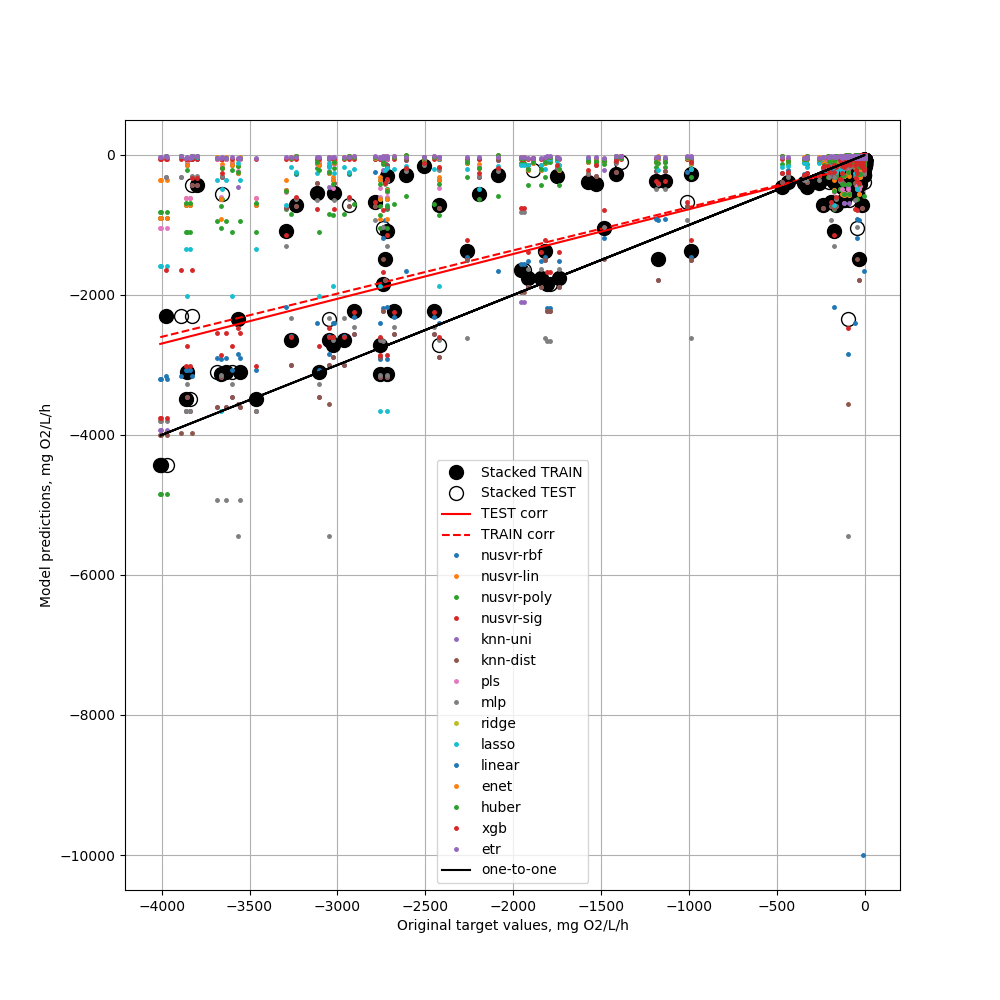 0
−2000
−4000
−6000
−8000
−10000
Model predictions, mg O2/L/h
Stacked TRAIN
Stacked TEST
TEST corr
TRAIN corr
nusvr-rbf
nusvr-lin
nusvr-poly
nusvr-sig
knn-uni
knn-dist
pls
mlp
ridge
lasso
linear
enet
huber
xgb
etr
one-to-one
−4000 −3500 −3000 −2500 −2000 −1500 −1000 −500 0
Original target values, mg O2/L/h